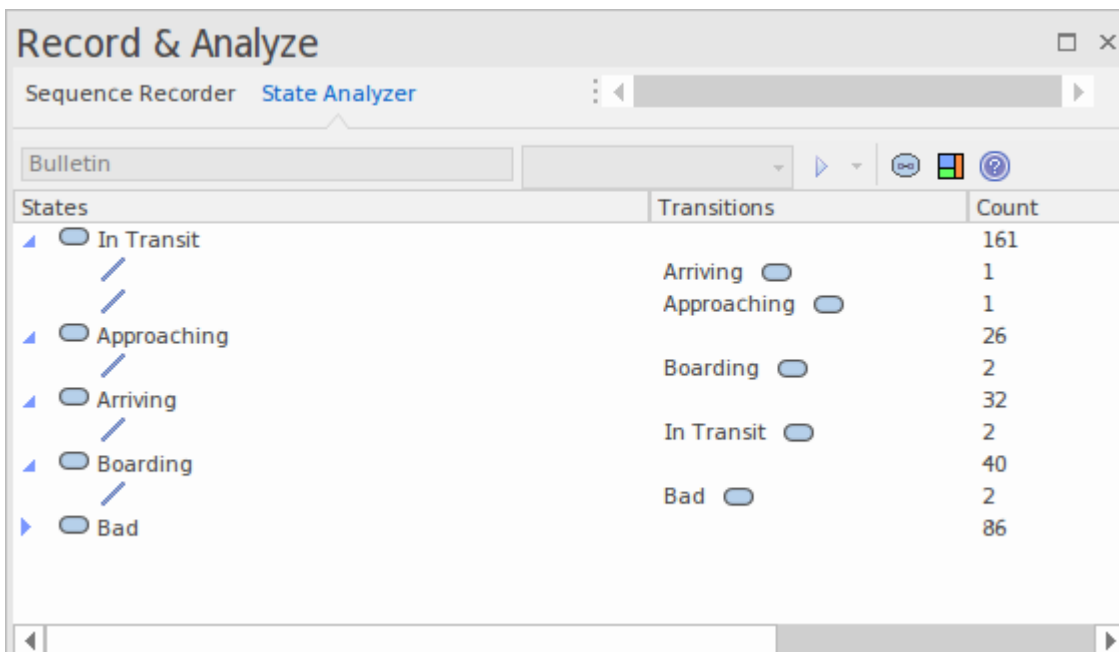 Record & Analyze
Sequence Recorder State Analyzer
Bulletin
States Transitions Count
In Transit 161
Arriving 1
Approaching 1
Approaching 26
Boarding 2
Arriving 32
In Transit 2
Boarding 40
Bad 2
Bad 86